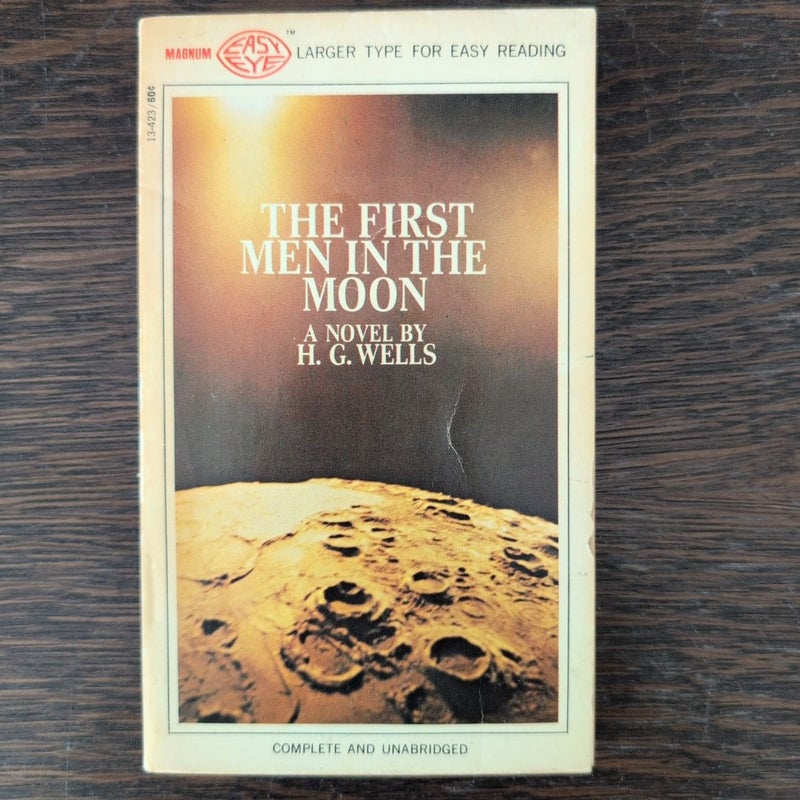 MAGNUM EASY EYE ™ LARGER TYPE FOR EASY READING
13-423/60¢
THE FIRST
MEN IN THE
MOON
A NOVEL BY
H. G. WELLS
COMPLETE AND UNABRIDGED